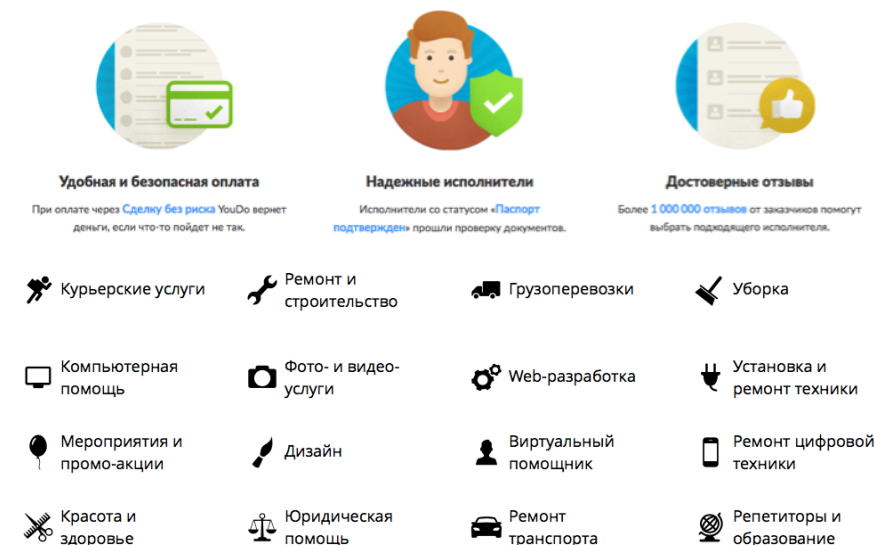 Удобная и безопасная оплата
При оплате через Сделку без риска YouDo вернет
деньги, если что-то пойдет не так.
Надежные исполнители
Исполнители со статусом «Паспорт
подтвержден» прошли проверку документов.
Достоверные отзывы
Более 1 000 000 отзывов от заказчиков помогут
выбрать подходящего исполнителя.
Курьерские услуги
Ремонт и
строительство
Грузоперевозки
Уборка
Компьютерная
помощь
Фото- и видео-
услуги
Web-разработка
Установка и
ремонт техники
Мероприятия и
промо-акции
Дизайн
Виртуальный
помощник
Ремонт цифровой
техники
Красота и
здоровье
Юридическая
помощь
Ремонт
транспорта
Репетиторы и
образование